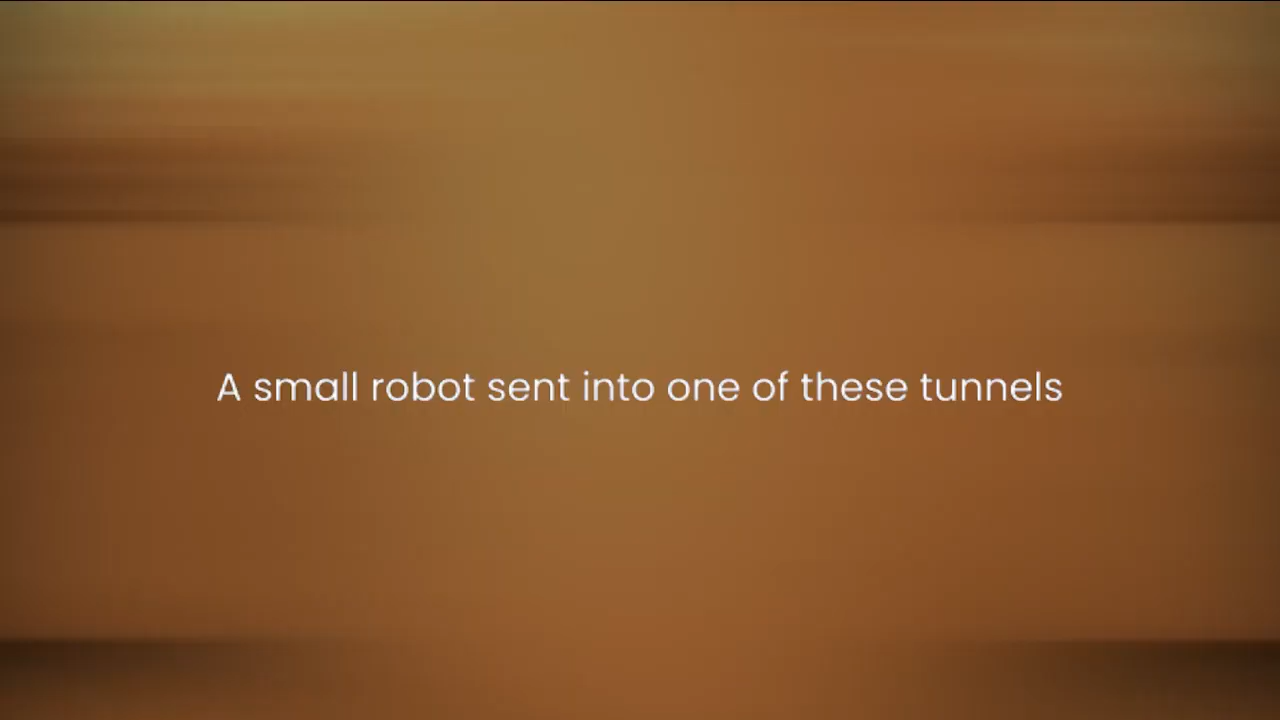 A small robot sent into one of these tunnels